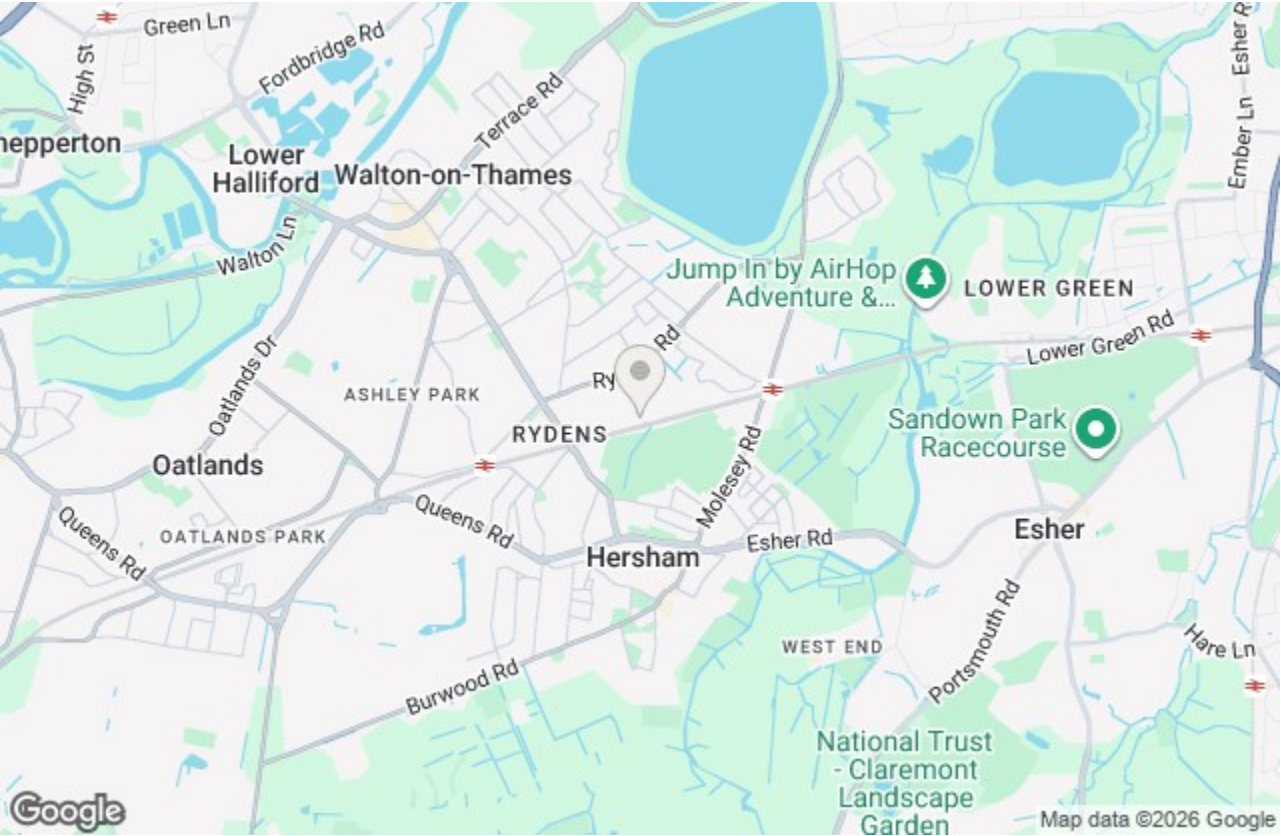 Green Ln
High St
Fordbridge Rd
Esher R
Terrace Rd
Ember Ln
hepperton
Lower
Halliford
Walton-on-Thames
Walton Ln
Jump In by AirHop
Adventure &...
LOWER GREEN
Lower Green Rd
Rd
Ry
Oatlands Dr
ASHLEY PARK
RYDENS
Sandown Park
Racecourse
Oatlands
Molesey Rd
Queens Rd
Queens Rd
OATLANDS PARK
Hersham
Esher Rd
Esher
Portsmouth Rd
WEST END
Hare Ln
Burwood Rd
National Trust
- Claremont
Landscape
Garden
Google
Map data ©2026 Google